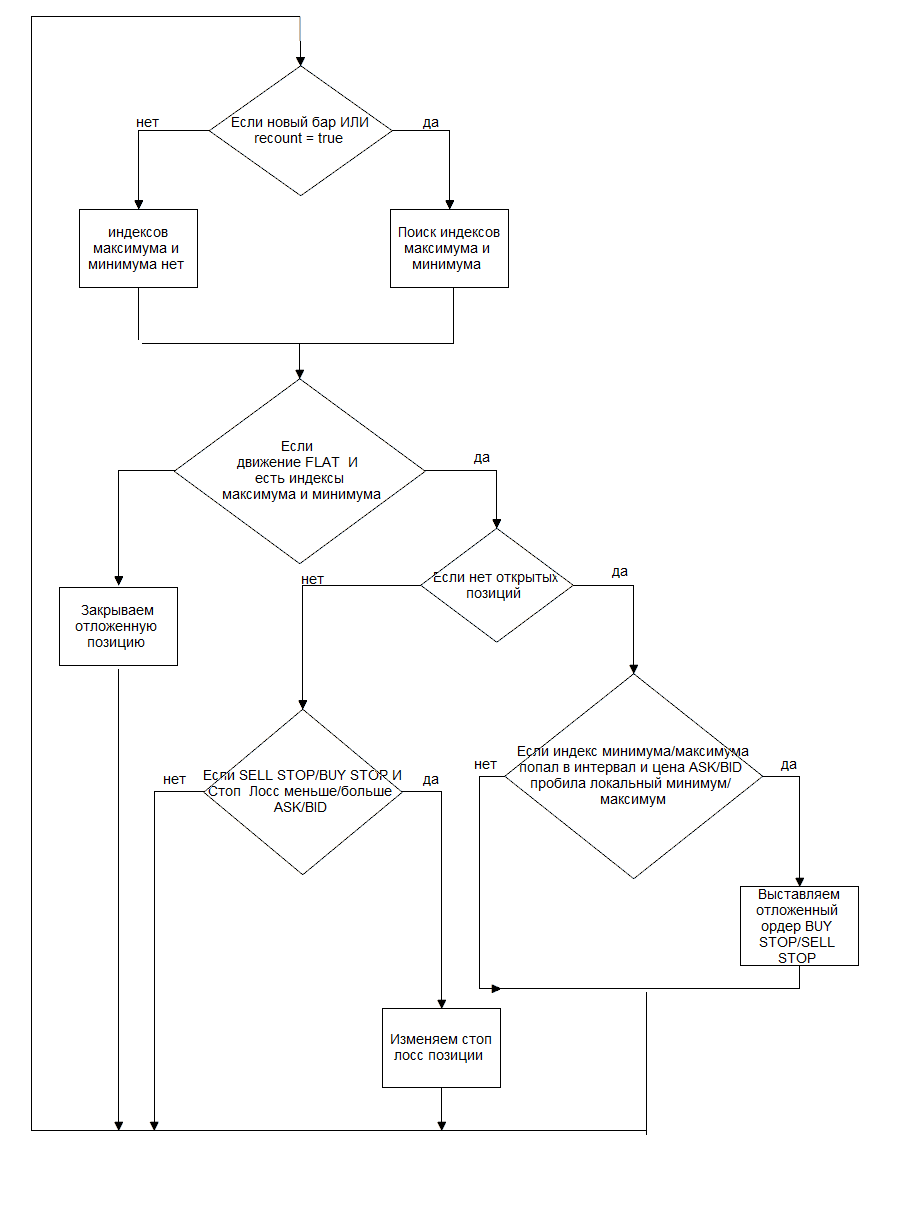 Если новый бар ИЛИ
recount = true
нет
да
индексов
максимума и
минимума нет
Поиск индексов
максимума и
минимума
Если
движение FLAT И
есть индексы
максимума и минимума
да
Закрываем
отложенную
позицию
Если нет открытых
позиций
нет
да
Если SELL STOP/BUY STOP И
Стоп Лосс меньше/больше
ASK/BID
нет
да
Если индекс минимума/максимума
попал в интервал и цена ASK/BID
пробила локальный минимум/
максимум
нет
да
Выставляем
отложенный
ордер BUY
STOP/SELL
STOP
Изменяем стоп
лосс позиции